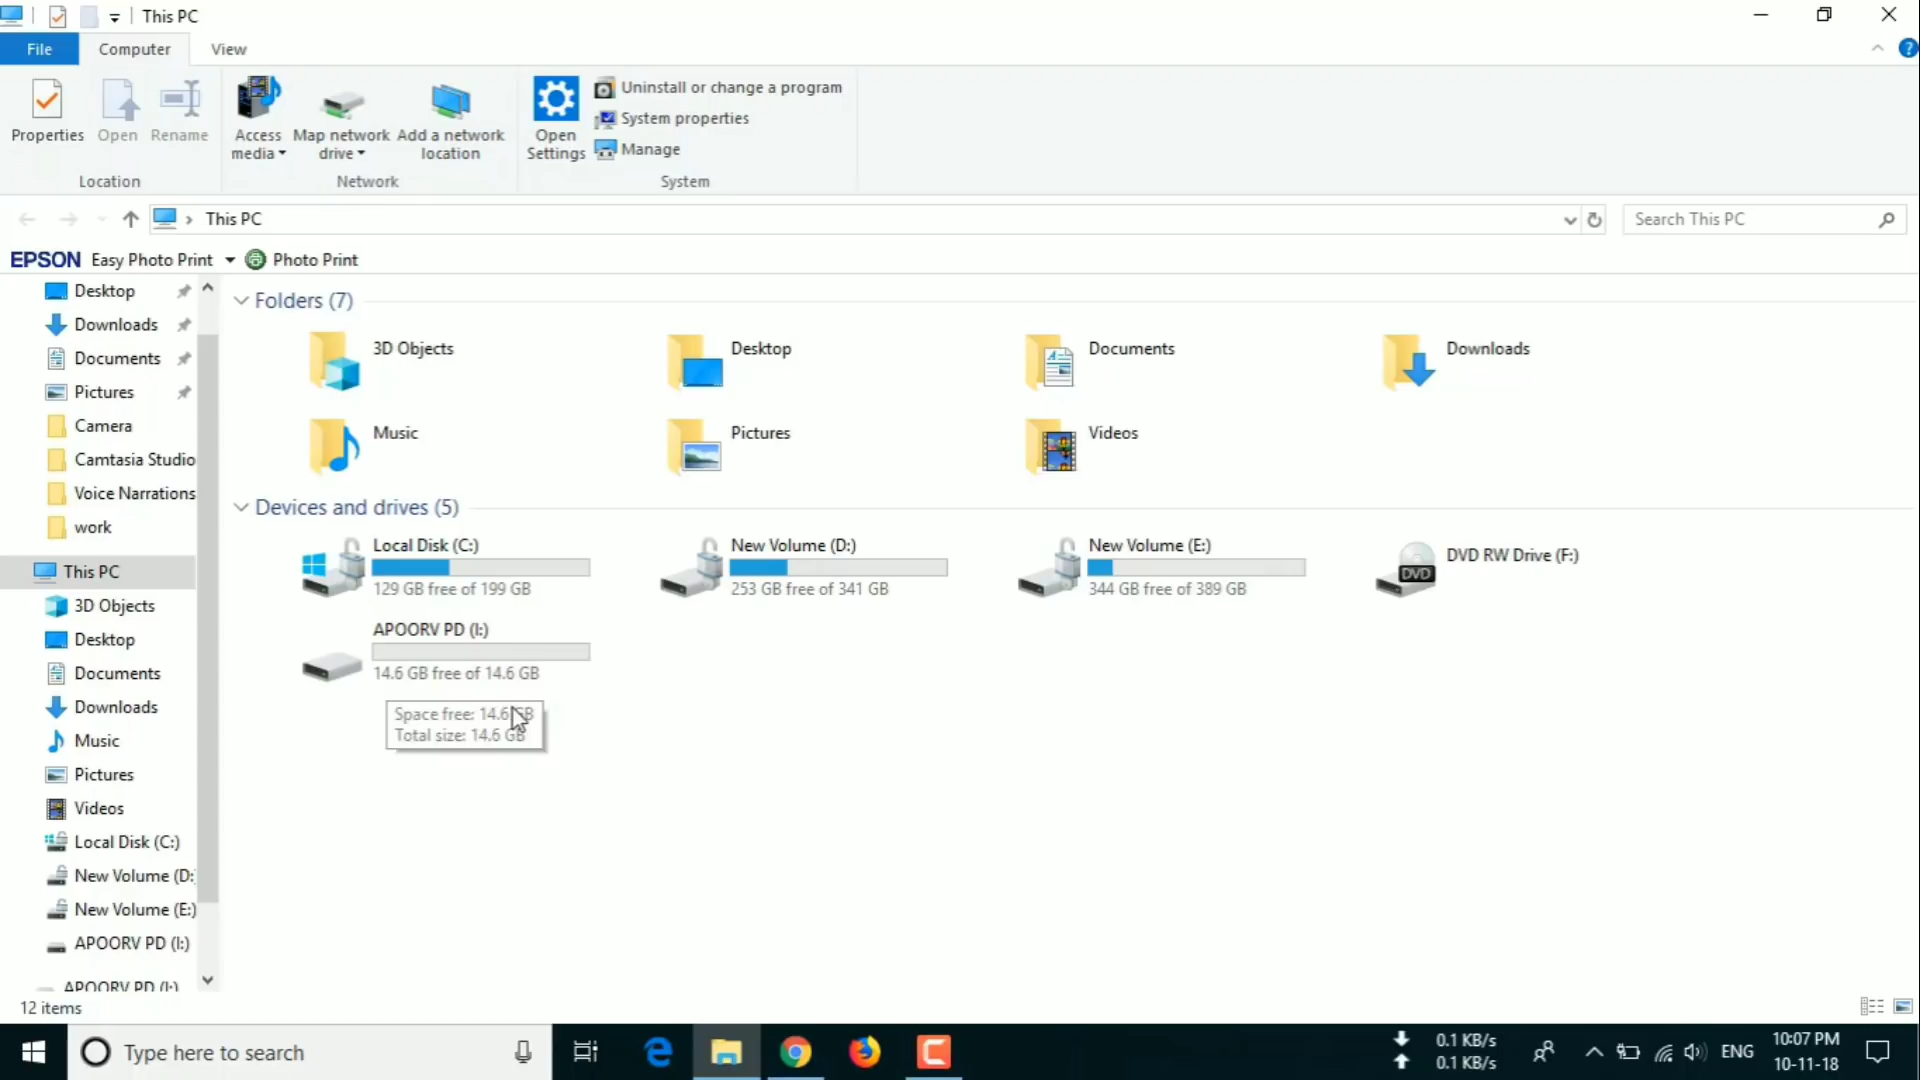 This PC
File
Computer
View
Properties
Open
Rename
Access
media
Map network
drive
Add a network
location
Open
Settings
Uninstall or change a program
System properties
Manage
Location
Network
System
This PC
Search This PC
EPSON Easy Photo Print
Photo Print
Desktop
Downloads
Documents
Pictures
Camera
Camtasia Studio
Voice Narrations
work
This PC
3D Objects
Desktop
Documents
Downloads
Music
Pictures
Videos
Local Disk (C:)
New Volume (D:
New Volume (E:)
APOORV PD (I:)
APOORV PD (I:)
Folders (7)
3D Objects
Desktop
Documents
Downloads
Music
Pictures
Videos
Devices and drives (5)
Local Disk (C:)
129 GB free of 199 GB
New Volume (D:)
253 GB free of 341 GB
New Volume (E:)
344 GB free of 389 GB
DVD RW Drive (F:)
DVD
APOORV PD (I:)
14.6 GB free of 14.6 GB
Space free: 14.6 GB
Total size: 14.6 GB
12 items
Type here to search
0.1 KB/s
0.1 KB/s
ENG
10:07 PM
10-11-18